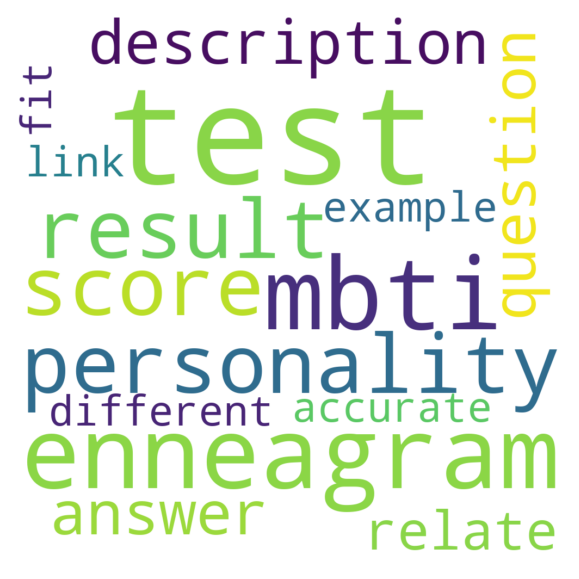 description
fit
test
question
link
example
result
score
mbti
personality
different
accurate
enneagram
answer
relate